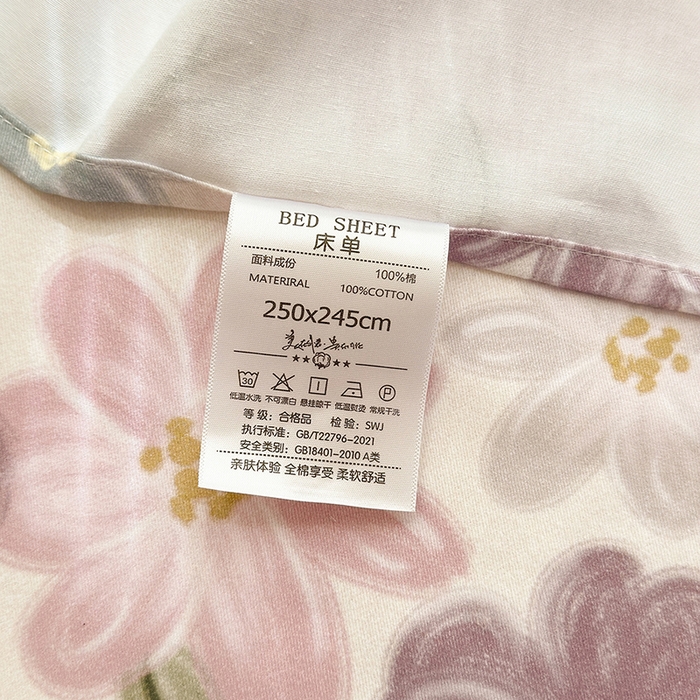 BED SHEET
床单
面料成份 100%棉
MATERIRAL 100%COTTON
250x245cm
30 P
低温水洗 不可漂白 悬挂晾干 低温熨烫 常规干洗
等 级：合格品 检 验：SWJ
执行标准：GB/T22796-2021
安全类别：GB18401-2010 A类
亲肤体验 全棉享受 柔软舒适